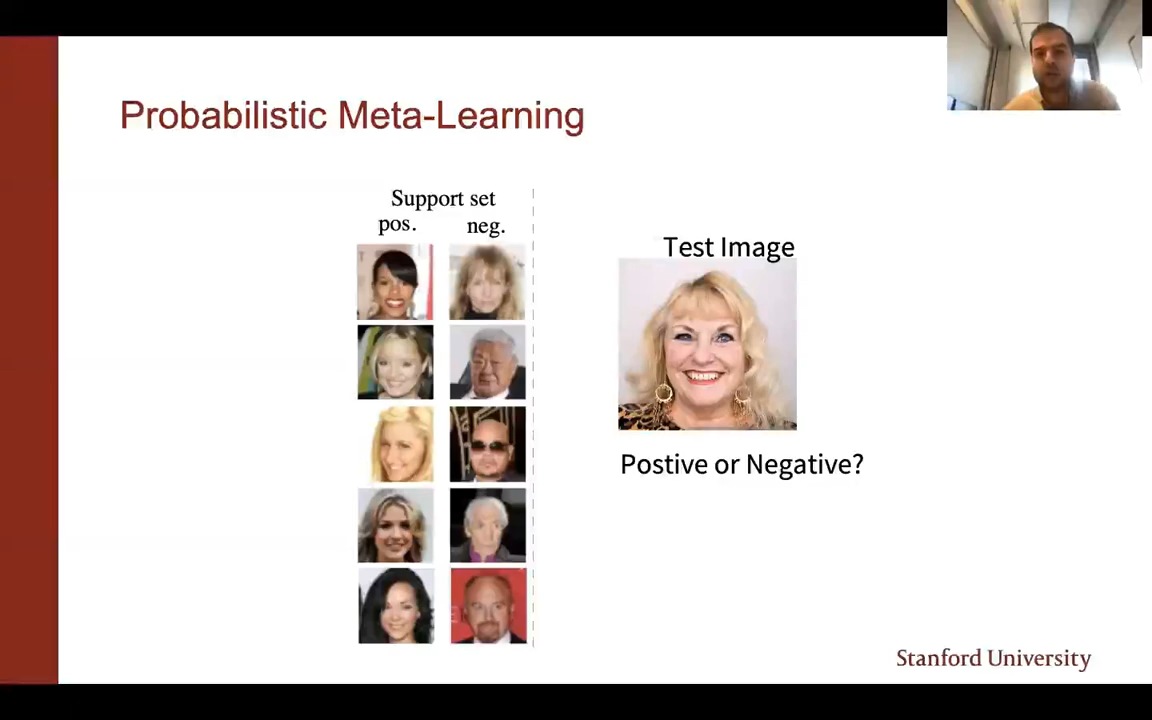 Probabilistic Meta-Learning
Support set
pos. neg.
Test Image
Postive or Negative?
Stanford University